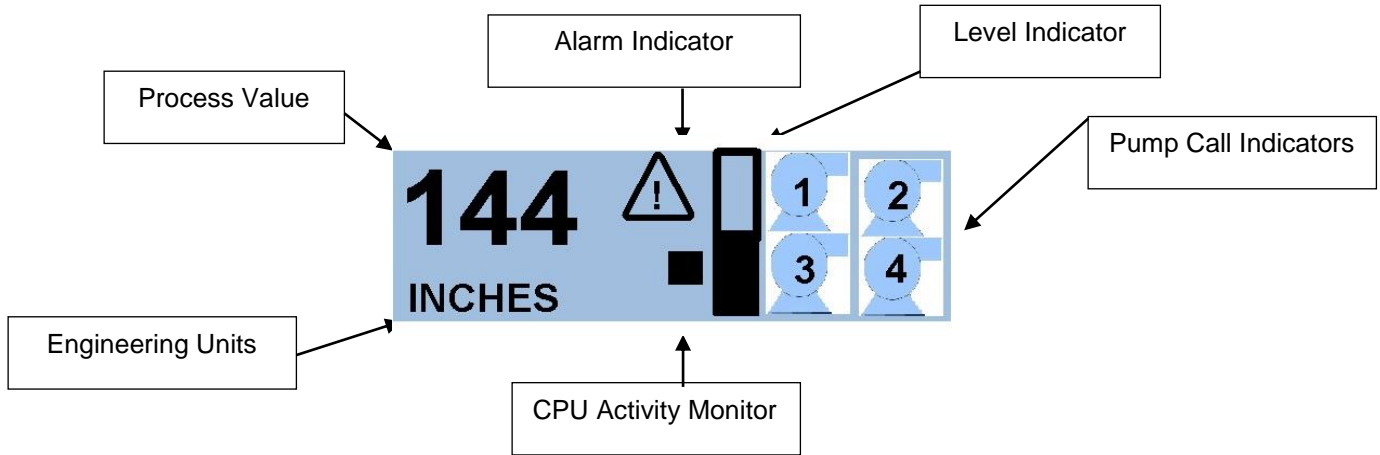 Alarm Indicator
Level Indicator
Process Value
Pump Call Indicators
144
!
1
2
3
4
INCHES
Engineering Units
CPU Activity Monitor